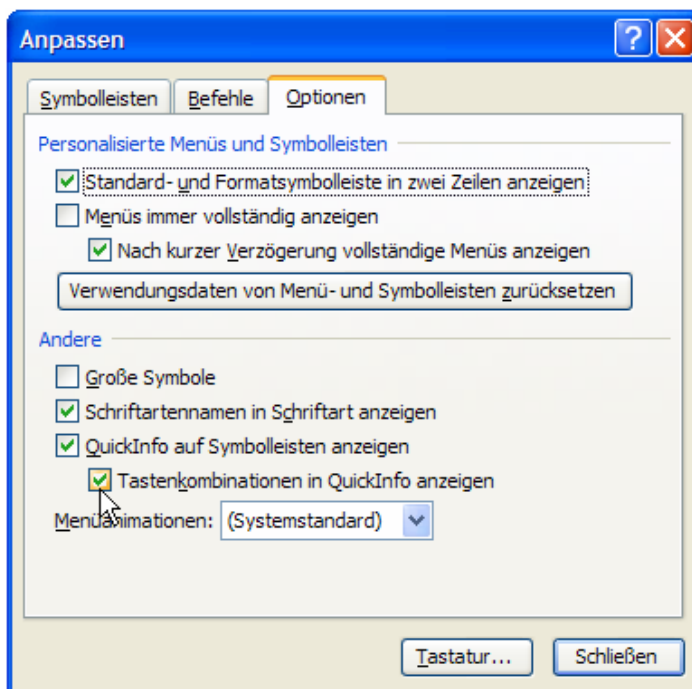 Anpassen
Symbolleisten Befehle Optionen
Personalisierte Menüs und Symbolleisten
Standard- und Formatsymbolleiste in zwei Zeilen anzeigen
Menüs immer vollständig anzeigen
Nach kurzer Verzögerung vollständige Menüs anzeigen
Verwendungsdaten von Menü- und Symbolleisten zurücksetzen
Andere
Große Symbole
Schriftartennamen in Schriftart anzeigen
QuickInfo auf Symbolleisten anzeigen
Tastenkombinationen in QuickInfo anzeigen
Menüanimationen: (Systemstandard)
Tastatur... Schließen